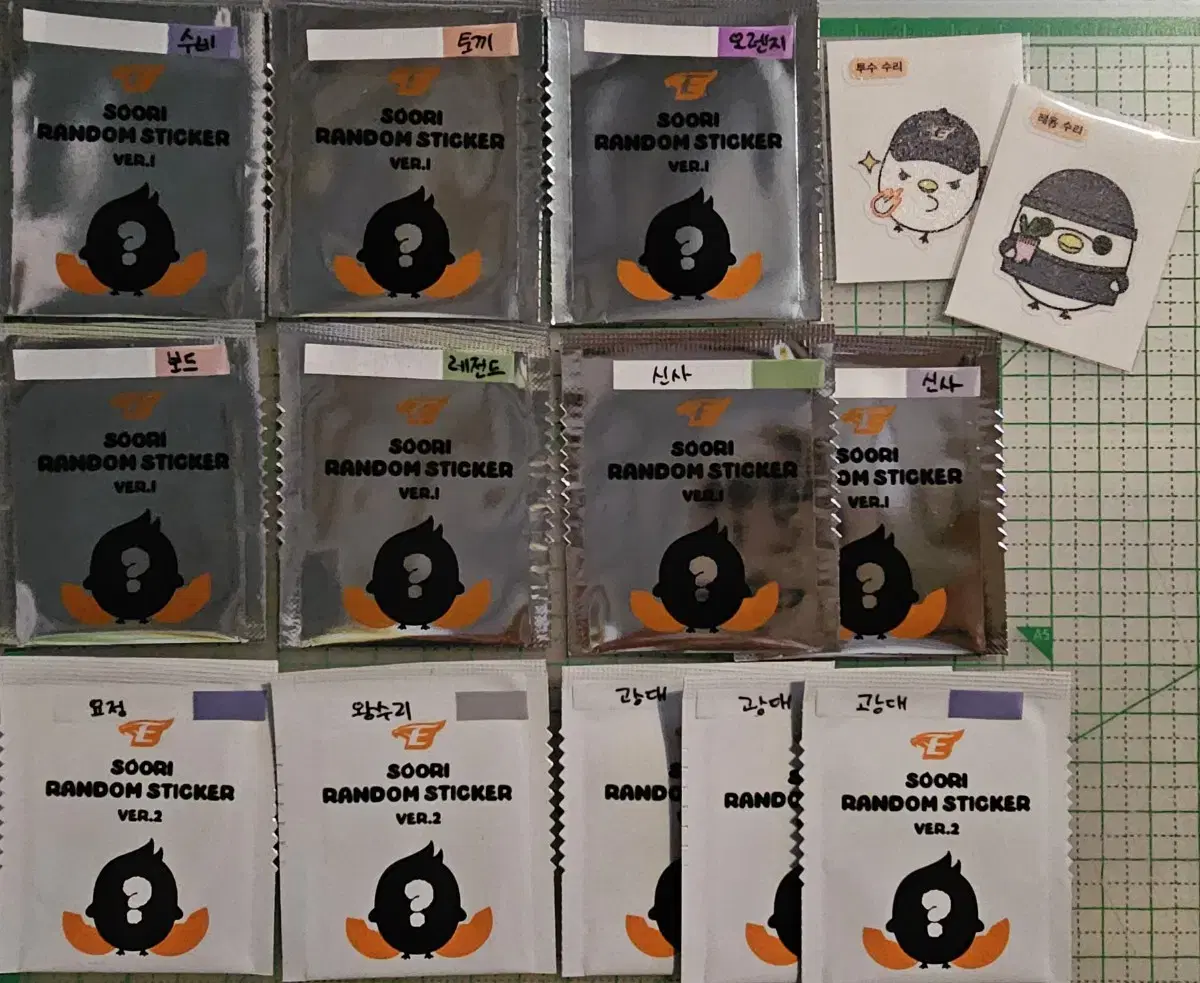 수비
E
SOORI
RANDOM STICKER
VER.1
?
토끼
E
SOORI
RANDOM STICKER
VER.1
?
오렌지
E
SOORI
RANDOM STICKER
VER.1
?
투수 수리
E
수리
보드
E
SOORI
RANDOM STICKER
VER.1
?
레전드
E
SOORI
RANDOM STICKER
VER.1
?
신사
E
SOORI
RANDOM STICKER
VER.1
?
신사
E
SOORI
OM STICKER
VER.1
?
A5
요정
E
SOORI
RANDOM STICKER
VER.2
?
왕수리
E
SOORI
RANDOM STICKER
VER.2
?
광대
RANDO
광대
RANDO
광대
E
SOORI
RANDOM STICKER
VER.2
?